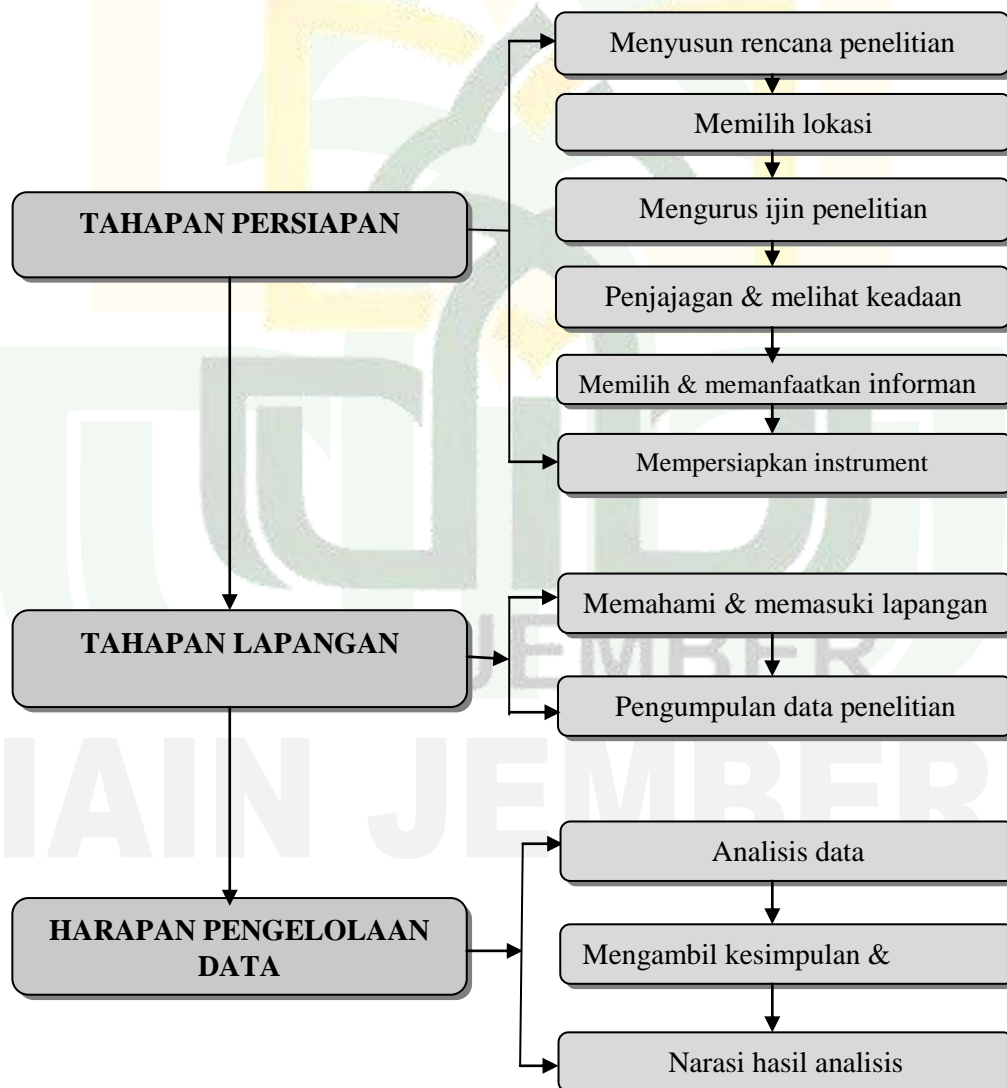 Menyusun rencana penelitian
Memilih lokasi
TAHAPAN PERSIAPAN
Mengurus ijin penelitian
Penjajagan & melihat keadaan
Memilih & memanfaatkan informan
Mempersiapkan instrument
TAHAPAN LAPANGAN
Memahami & memasuki lapangan
JEMBER
Pengumpulan data penelitian
IAIN JEMBER
HARAPAN PENGELOLAAN
DATA
Analisis data
Mengambil kesimpulan &
Narasi hasil analisis